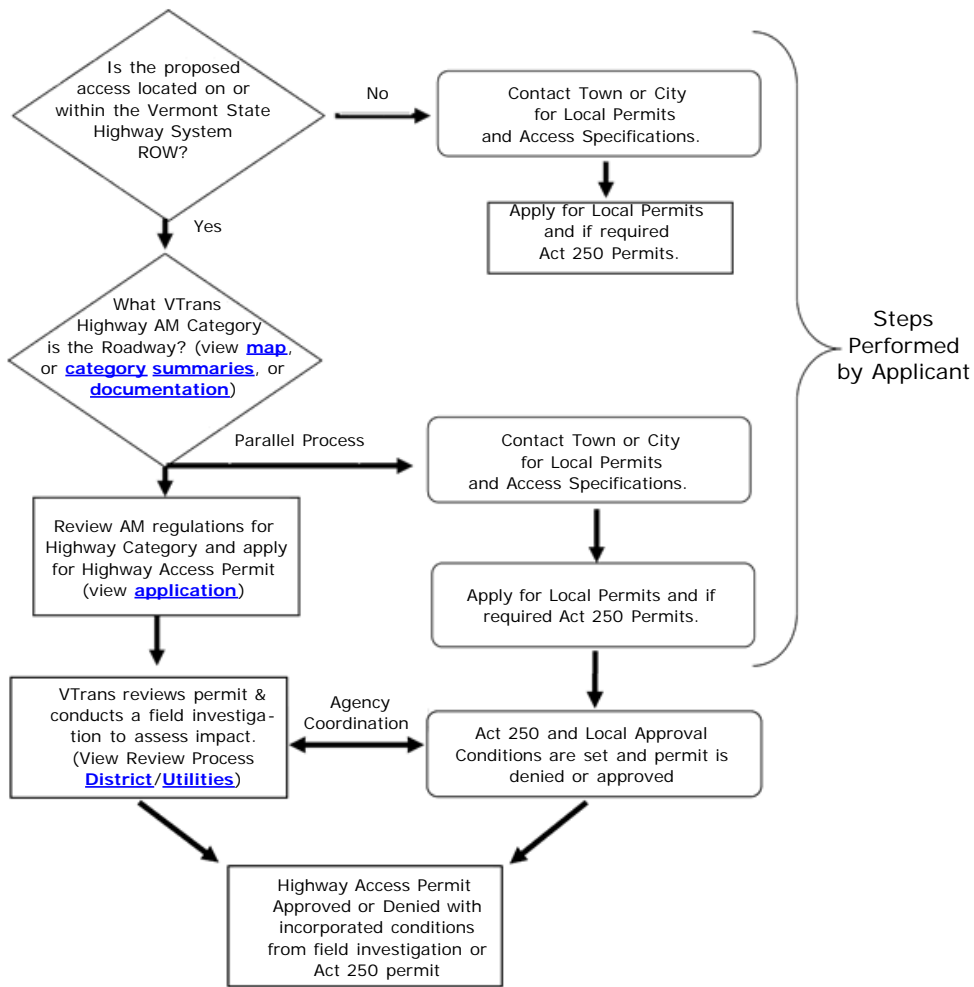 Is the proposed
access located on or
within the Vermont State
Highway System
ROW?
No
Contact Town or City
for Local Permits
and Access Specifications.
Apply for Local Permits
and if required
Act 250 Permits.
Yes
What VTrans
Highway AM Category
is the Roadway? (view map,
or category summaries, or
documentation)
Steps
Performed
by Applicant
Parallel Process
Contact Town or City
for Local Permits
and Access Specifications.
Review AM regulations for
Highway Category and apply
for Highway Access Permit
(view application)
Apply for Local Permits and if
required Act 250 Permits.
VTrans reviews permit &
conducts a field investiga-
tion to assess impact.
(View Review Process
District/Utilities)
Agency
Coordination
Act 250 and Local Approval
Conditions are set and permit is
denied or approved
Highway Access Permit
Approved or Denied with
incorporated conditions
from field investigation or
Act 250 permit